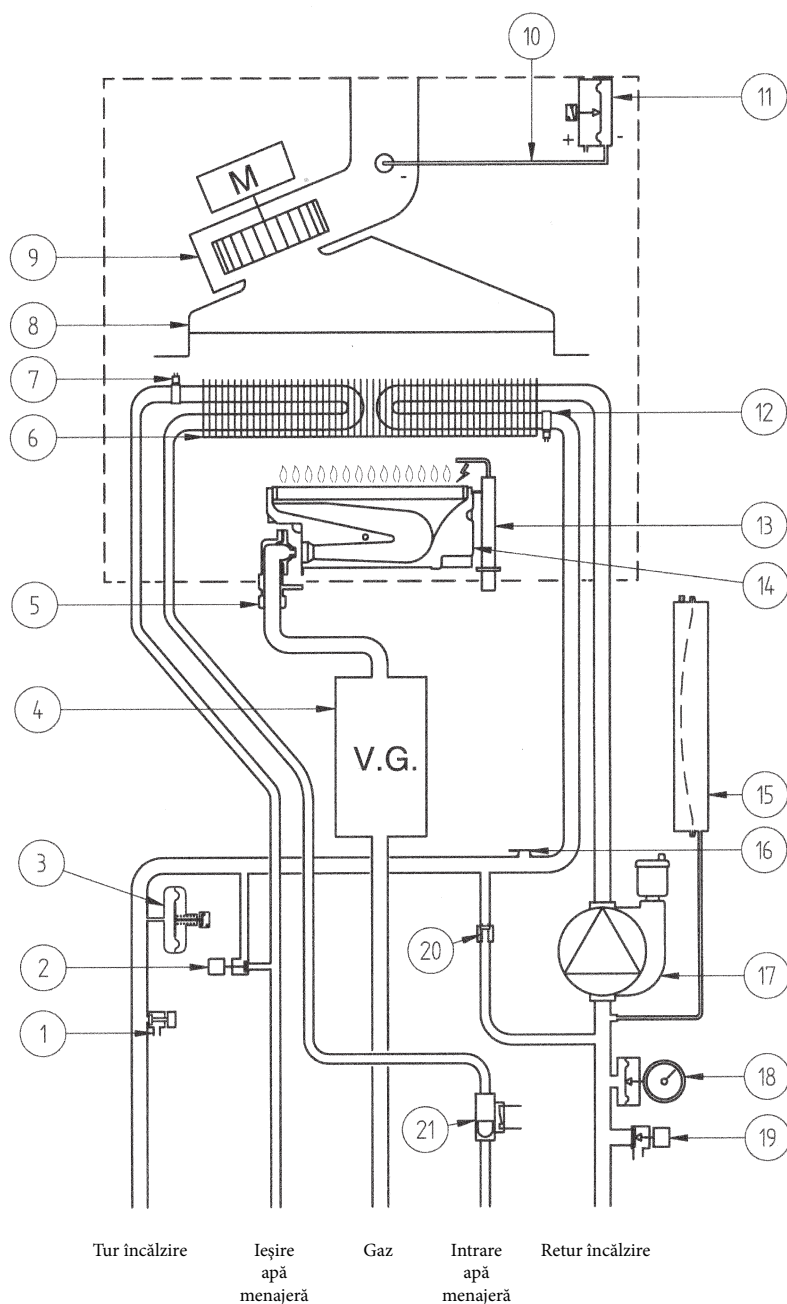 10
11
+
-
-
M
9
8
7
12
6
13
14
5
4
V.G.
15
16
3
20
2
17
1
18
21
19
Tur încălzire
Ieșire
apă
menajeră
Gaz
Intrare
apă
menajeră
Retur încălzire